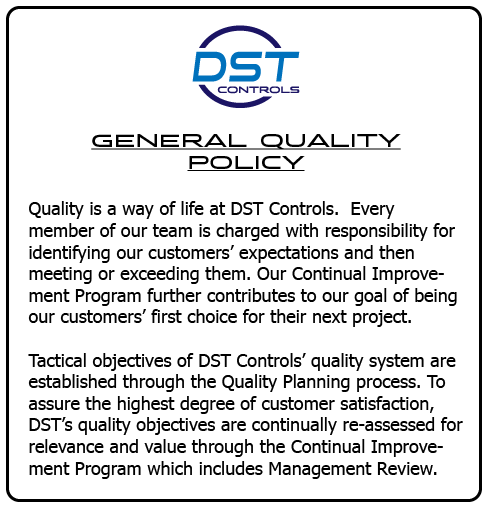 DST
CONTROLS
GENERAL QUALITY
POLICY
Quality is a way of life at DST Controls.  Every
member of our team is charged with responsibility for
identifying our customers’ expectations and then
meeting or exceeding them. Our Continual Improve-
ment Program further contributes to our goal of being
our customers’ first choice for their next project.
Tactical objectives of DST Controls’ quality system are
established through the Quality Planning process. To
assure the highest degree of customer satisfaction,
DST’s quality objectives are continually re-assessed for
relevance and value through the Continual Improve-
ment Program which includes Management Review.